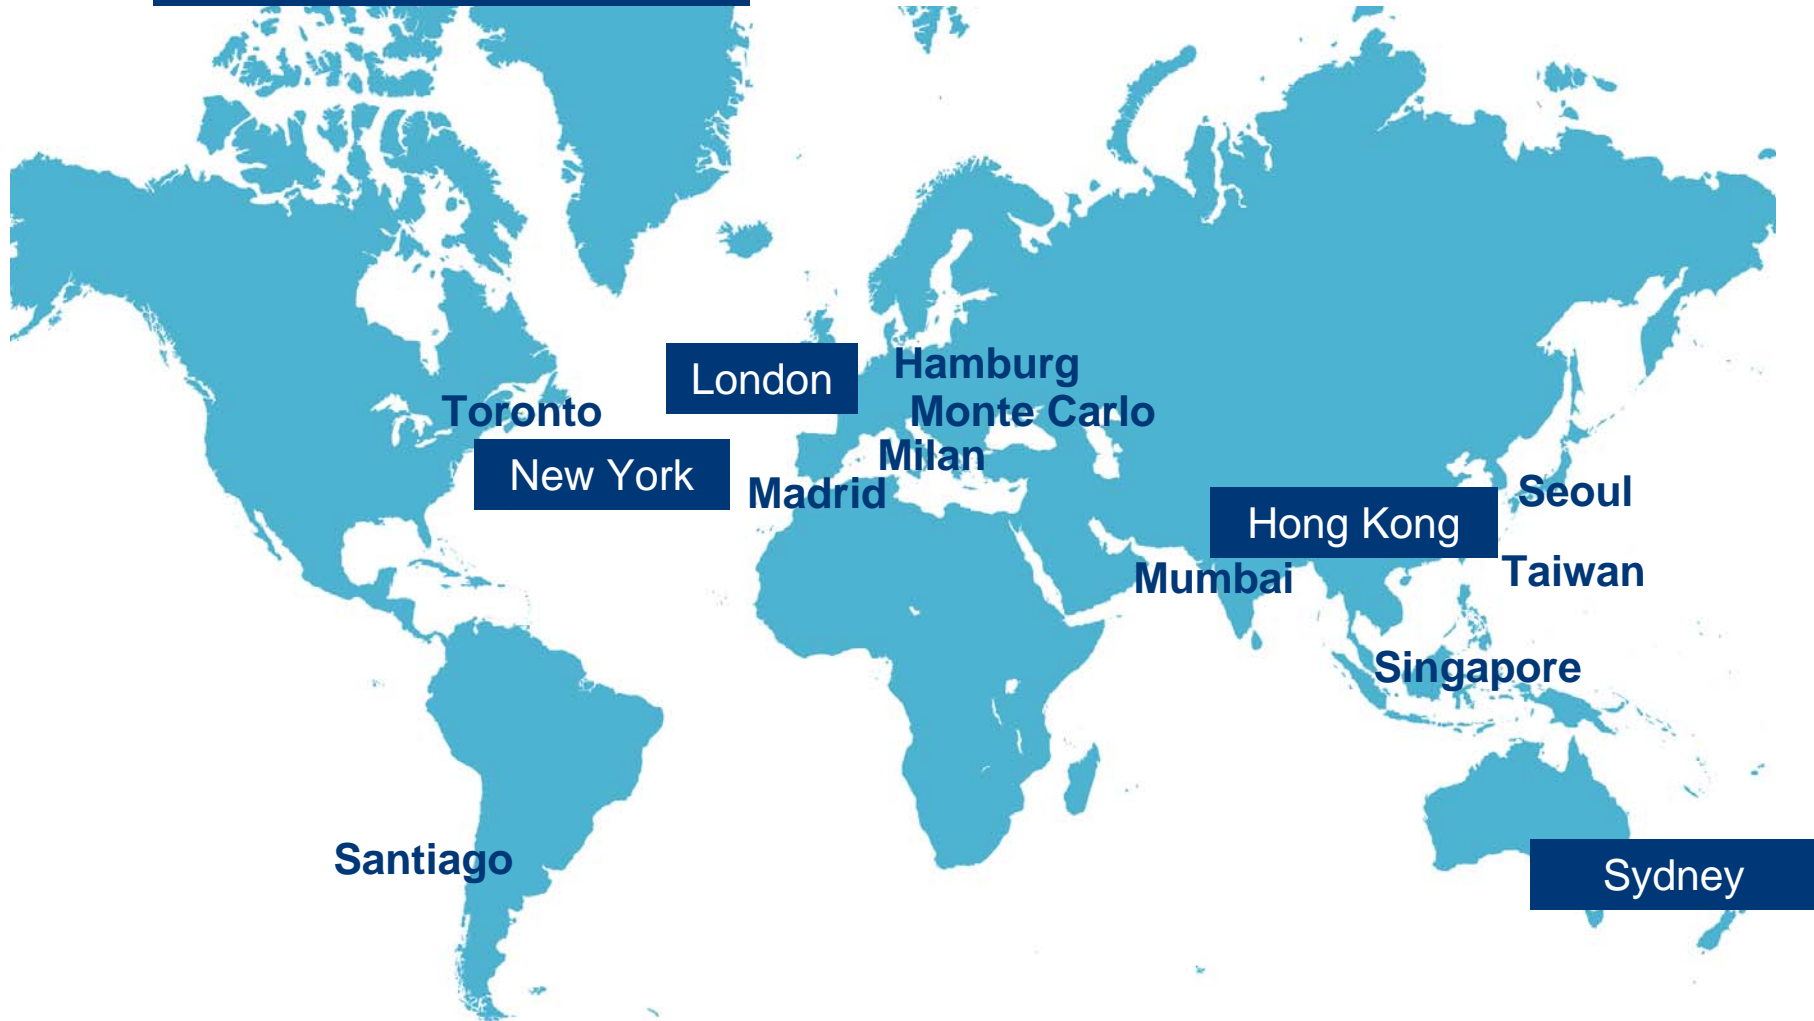 Hamburg
London
Toronto
Monte Carlo
Milan
New York
Madrid
Seoul
Hong Kong
Taiwan
Mumbai
Singapore
Santiago
Sydney